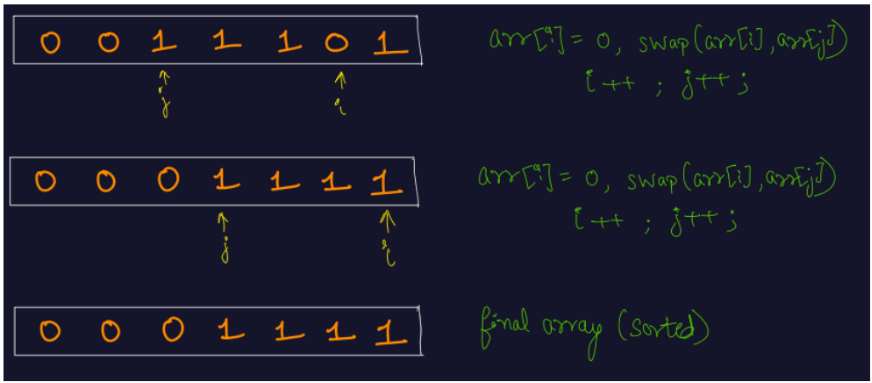 0 0 1 1 1 0 1
arr[i] = 0, swap(arr[i], arr[j])
i++ ; j++ ;
j i
0 0 0 1 1 1 1
arr[i] = 0, swap(arr[i], arr[j])
i++ ; j++ ;
j i
0 0 0 1 1 1 1
final array (sorted)